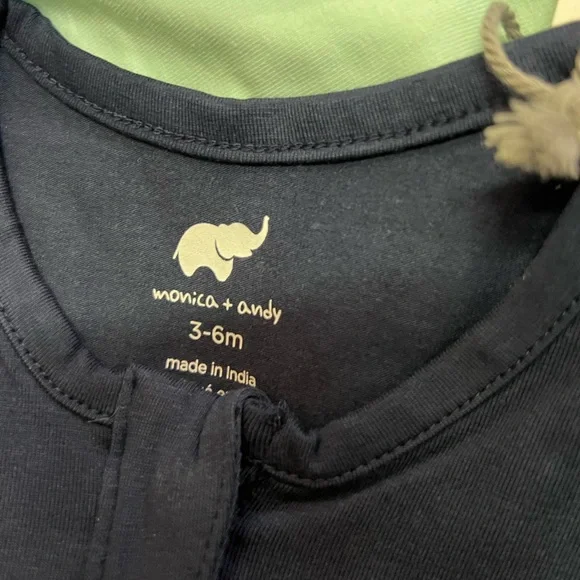 monica + andy
3-6m
made in India